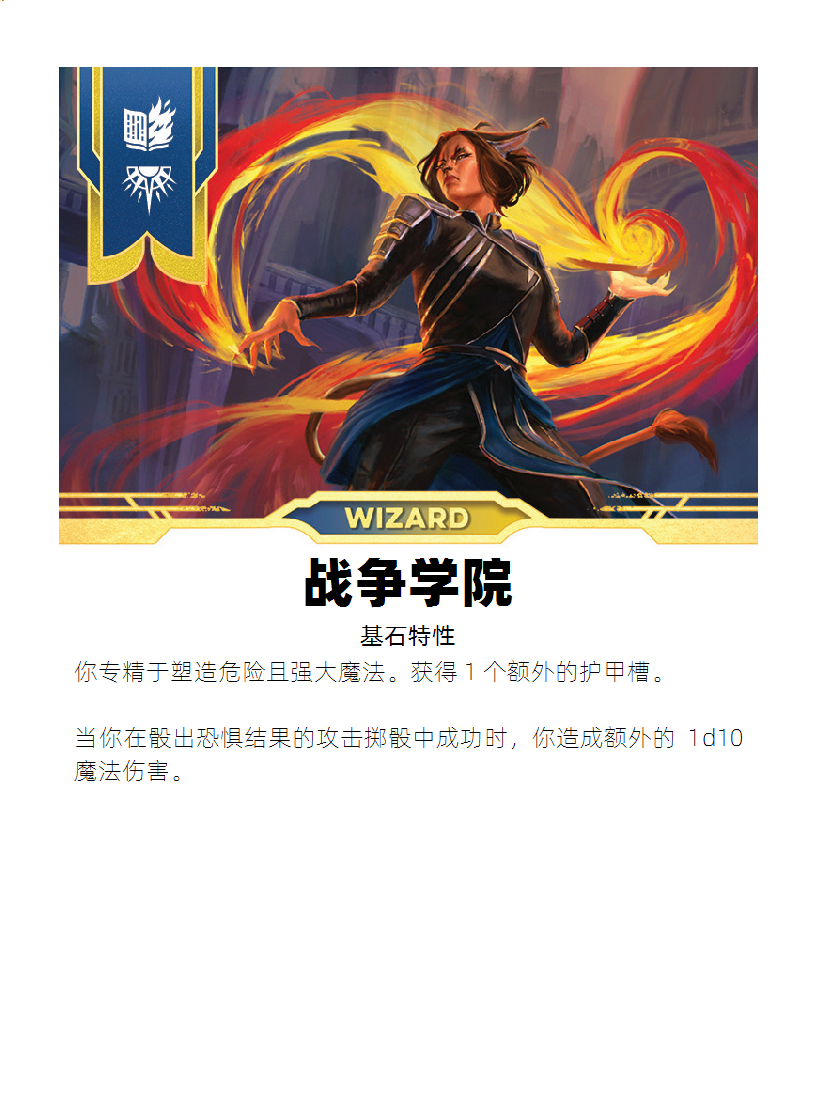 WIZARD
战争学院
基石特性
你专精于塑造危险且强大魔法。获得 1 个额外的护甲槽。
当你在骰出恐惧结果的攻击掷骰中成功时，你造成额外的 1d10
魔法伤害。